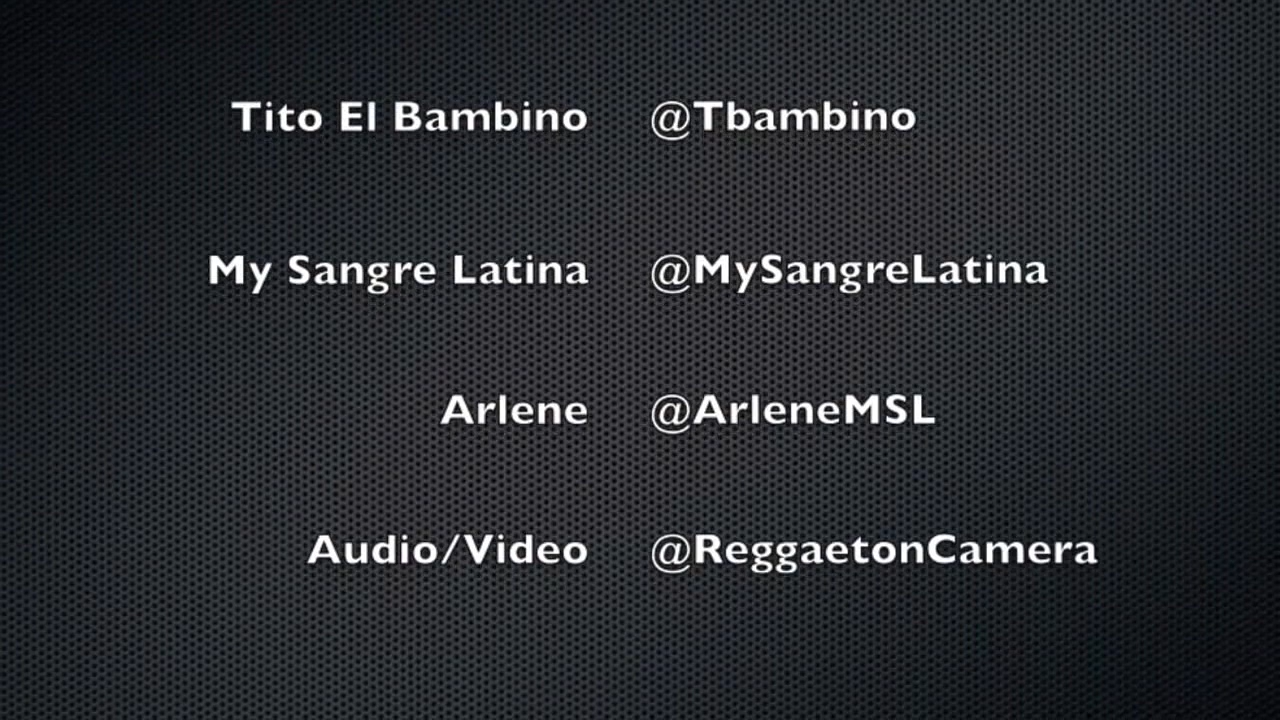 Tito El Bambino @Tbambino
My Sangre Latina @MySangreLatina
Arlene @ArleneMSL
Audio/Video @ReggaetonCamera